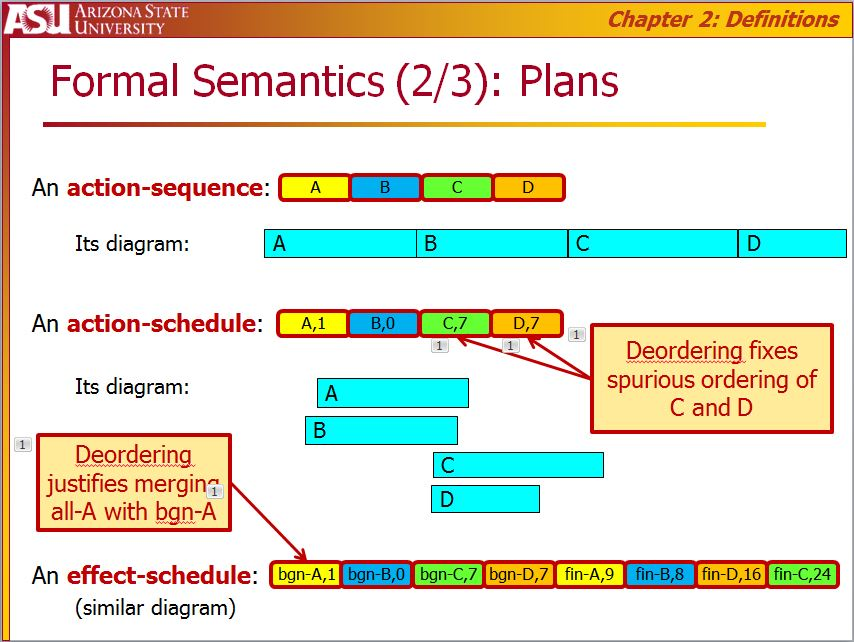 ASU ARIZONA STATE
UNIVERSITY
Chapter 2: Definitions
Formal Semantics (2/3): Plans
An action-sequence:
A B C D
Its diagram:
A B C D
An action-schedule:
A,1 B,0 C,7 D,7
1
1 1
Deordering fixes
spurious ordering of
C and D
Its diagram:
A
B
C
D
1
Deordering
justifies merging
all-A with bgn-A
1
An effect-schedule:
bgn-A,1 bgn-B,0 bgn-C,7 bgn-D,7 fin-A,9 fin-B,8 fin-D,16 fin-C,24
(similar diagram)